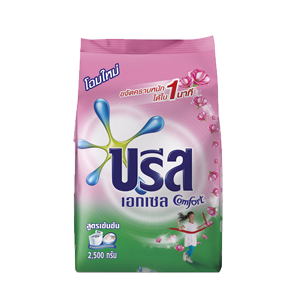 โฉมใหม่
ขจัดคราบหนัก
ได้ใน 1 นาที
บรีส
เอกเซล Comfort
สูตรเข้มข้น
2,500 กรัม